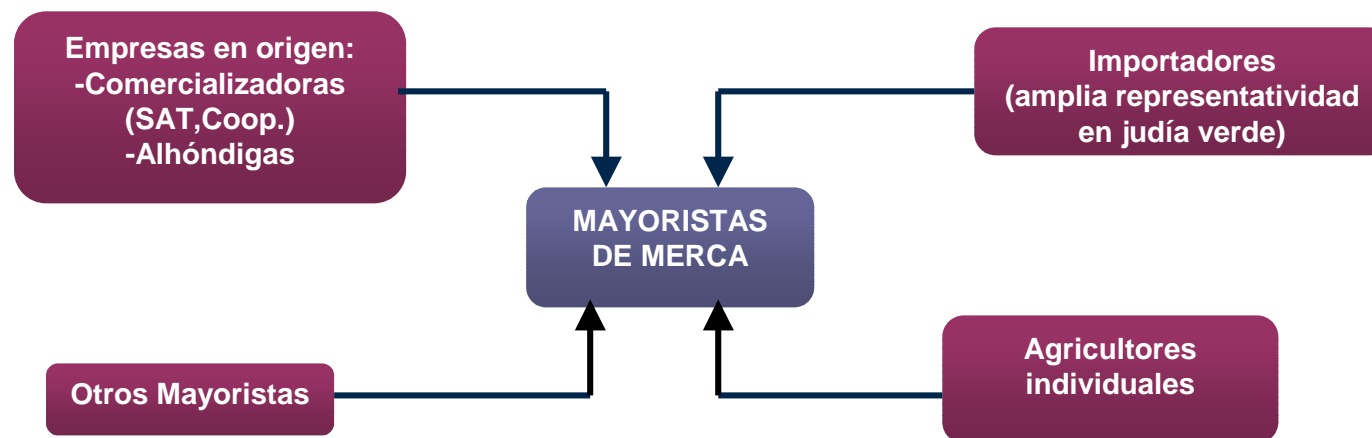 Empresas en origen:
-Comercializadoras
(SAT,Coop.)
-Alhóndigas
Importadores
(amplia representatividad
en judía verde)
MAYORISTAS
DE MERCA
Otros Mayoristas
Agricultores
individuales